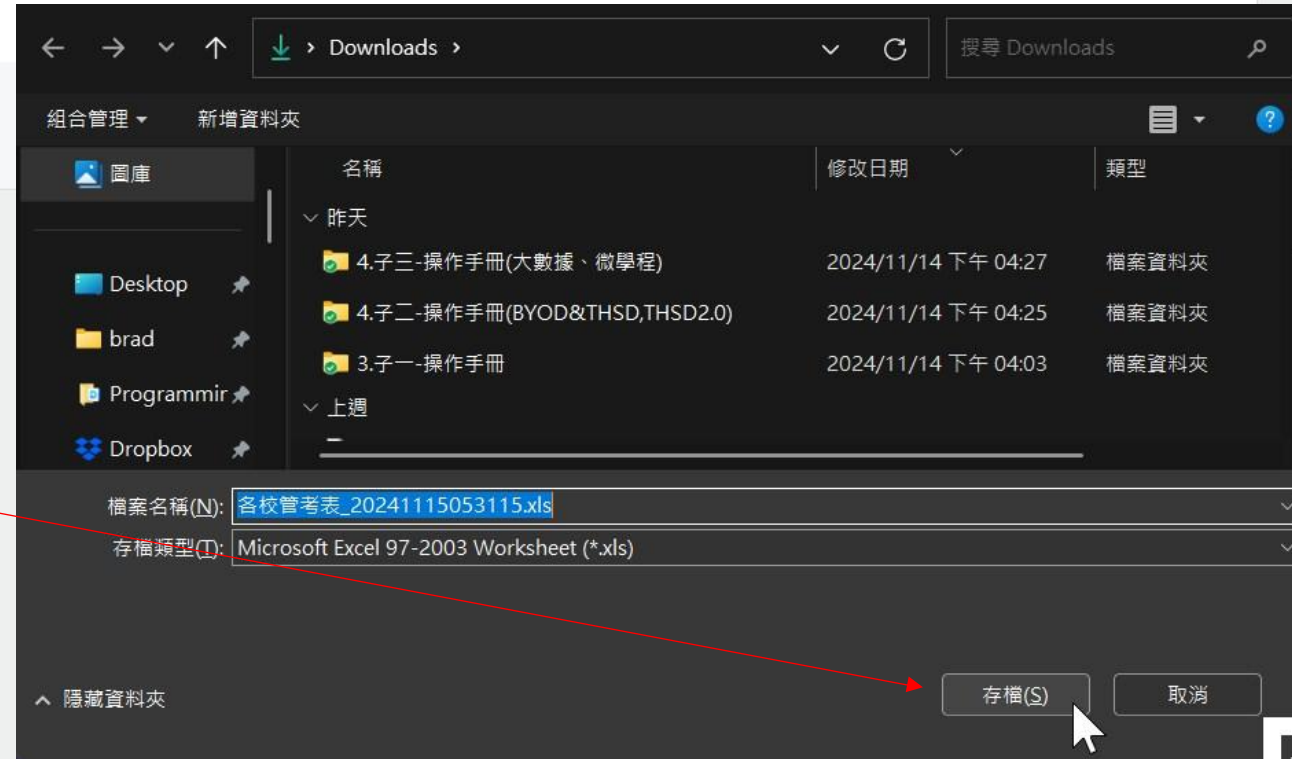 Downloads
搜尋 Downloads
組合管理 新增資料夾
圖庫
名稱 修改日期 類型
昨天
4.子三-操作手冊(大數據、微學程) 2024/11/14 下午 04:27 檔案資料夾
Desktop
4.子二-操作手冊(BYOD&THSD,THSD2.0) 2024/11/14 下午 04:25 檔案資料夾
brad
3.子一-操作手冊 2024/11/14 下午 04:03 檔案資料夾
Programmir
上週
Dropbox
檔案名稱(N): 各校管考表_20241115053115.xls
存檔類型(T): Microsoft Excel 97-2003 Worksheet (*.xls)
隱藏資料夾 存檔(S) 取消